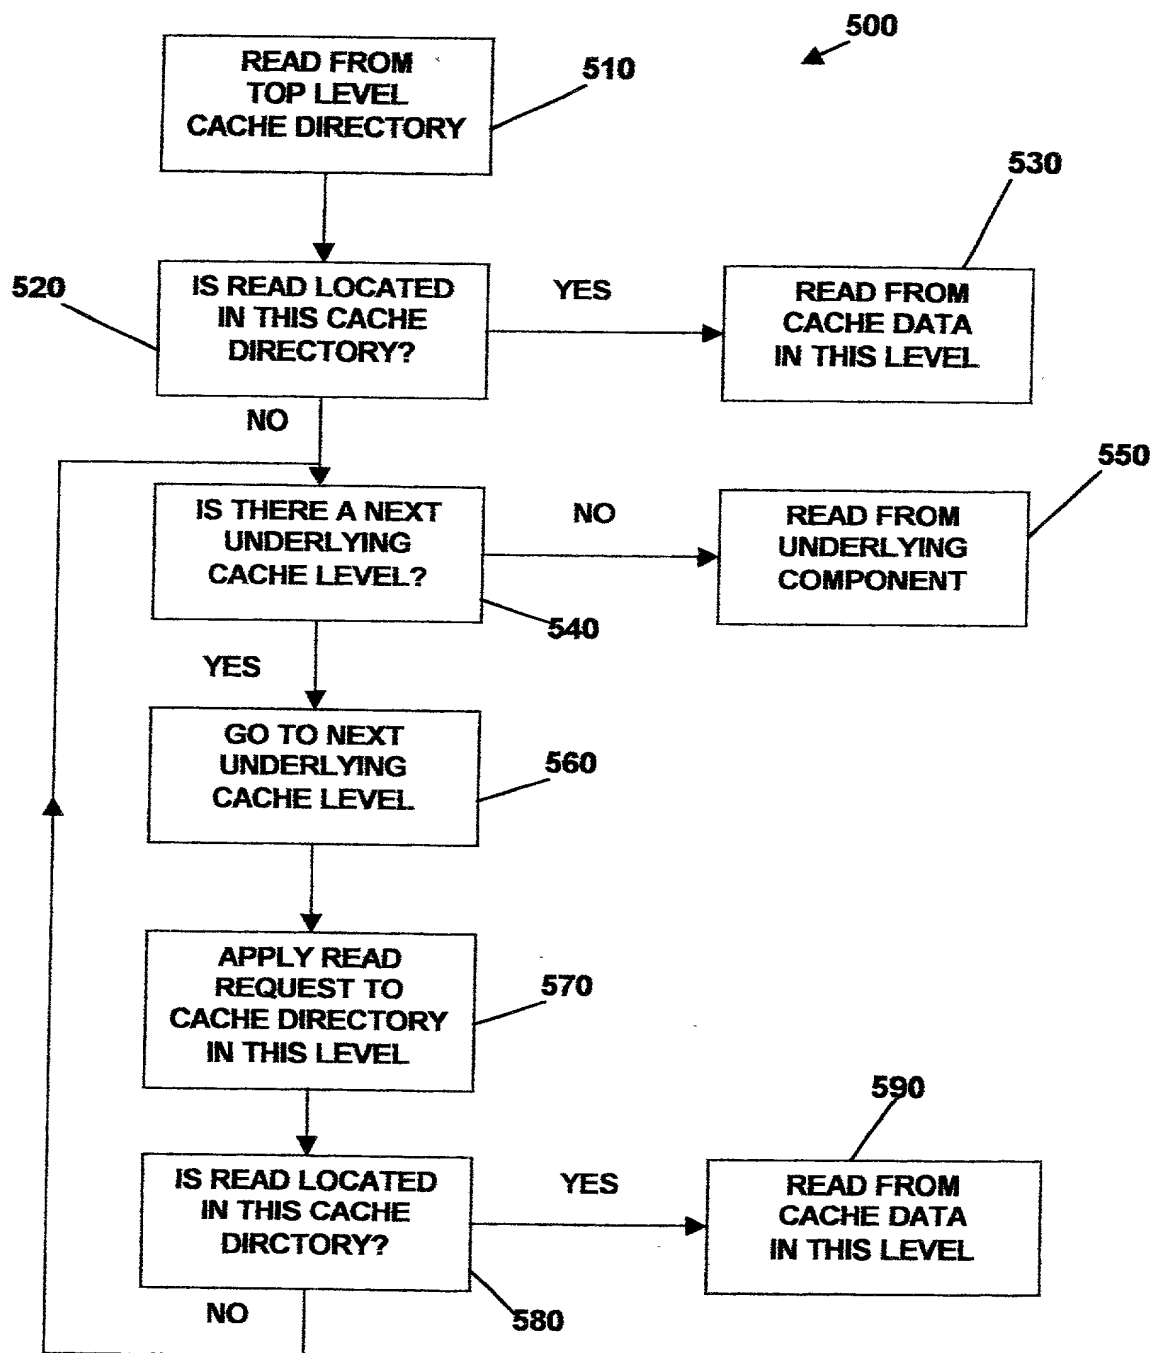 500
READ FROM
TOP LEVEL
CACHE DIRECTORY
510
530
520
IS READ LOCATED
IN THIS CACHE
DIRECTORY?
YES
READ FROM
CACHE DATA
IN THIS LEVEL
NO
550
IS THERE A NEXT
UNDERLYING
CACHE LEVEL?
NO
READ FROM
UNDERLYING
COMPONENT
540
YES
GO TO NEXT
UNDERLYING
CACHE LEVEL
560
APPLY READ
REQUEST TO
CACHE DIRECTORY
IN THIS LEVEL
570
590
IS READ LOCATED
IN THIS CACHE
DIRCTORY?
YES
READ FROM
CACHE DATA
IN THIS LEVEL
NO
580